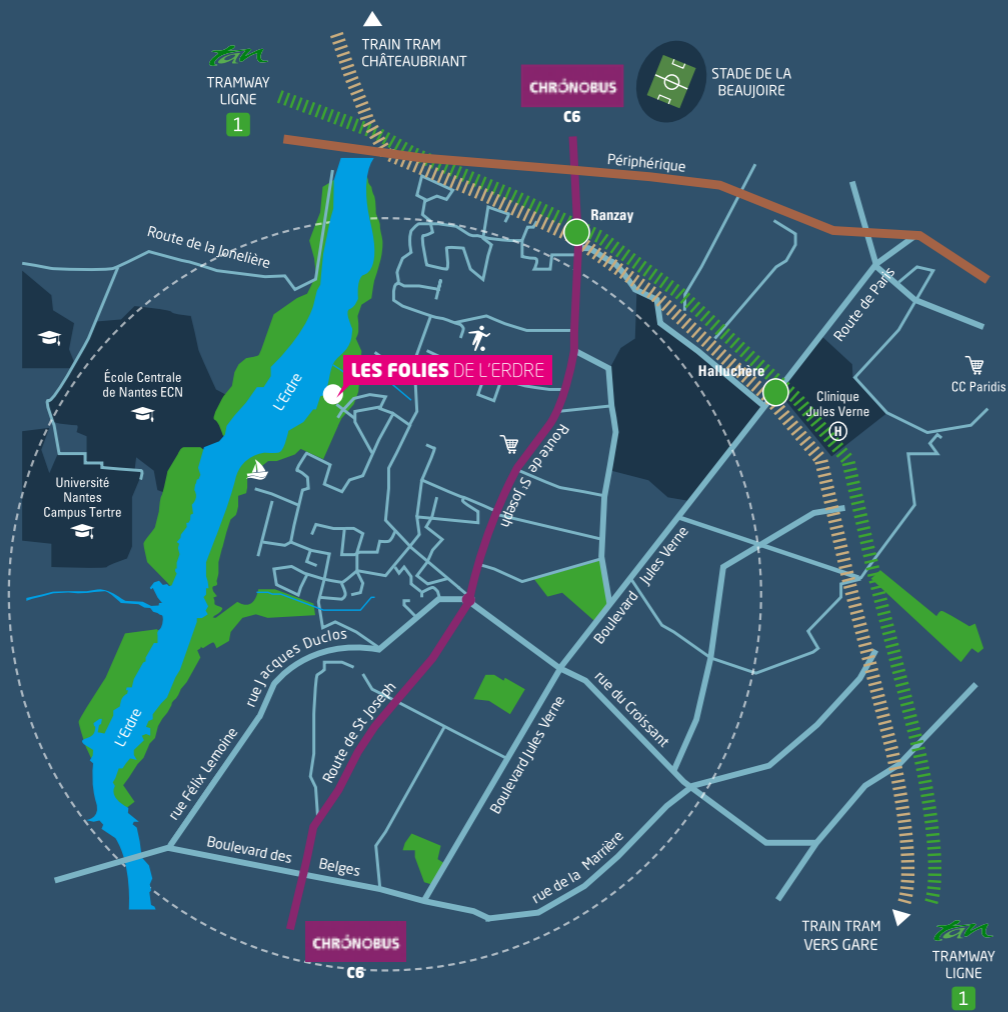 TRAIN TRAM
CHÂTEAUBRIANT
tan
TRAMWAY
LIGNE
1
CHRÓNOBUS
C6
STADE DE LA
BEAUJOIRE
Périphérique
Ranzay
Route de la Jonelière
Route de Paris
École Centrale
de Nantes ECN
L'Erdre
LES FOLIES DE L'ERDRE
Halluchère
Clinique
Jules Verne
H
CC Paridis
Route de St Joseph
Université
Nantes
Campus Tertre
Boulevard Jules Verne
rue Jacques Duclos
rue du Croissant
L'Erdre
Route de St Joseph
Boulevard Jules Verne
rue Félix Lemoine
Boulevard des Belges
rue de la Marrière
CHRÓNOBUS
C6
TRAIN TRAM
VERS GARE
tan
TRAMWAY
LIGNE
1